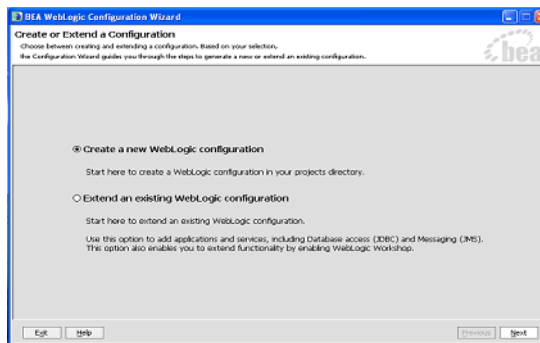 BEA WebLogic Configuration Wizard
Create or Extend a Configuration
Choose between creating and extending a configuration. Based on your selection,
the Configuration Wizard guides you through the steps to generate a new or extend an existing configuration.
bea
Create a new WebLogic configuration
Start here to create a WebLogic configuration in your projects directory.
Extend an existing WebLogic configuration
Start here to extend an existing WebLogic configuration.
Use this option to add applications and services, including Database access (JDBC) and Messaging (JMS).
This option also enables you to extend functionality by enabling WebLogic Workshop.
Exit Help Previous Next